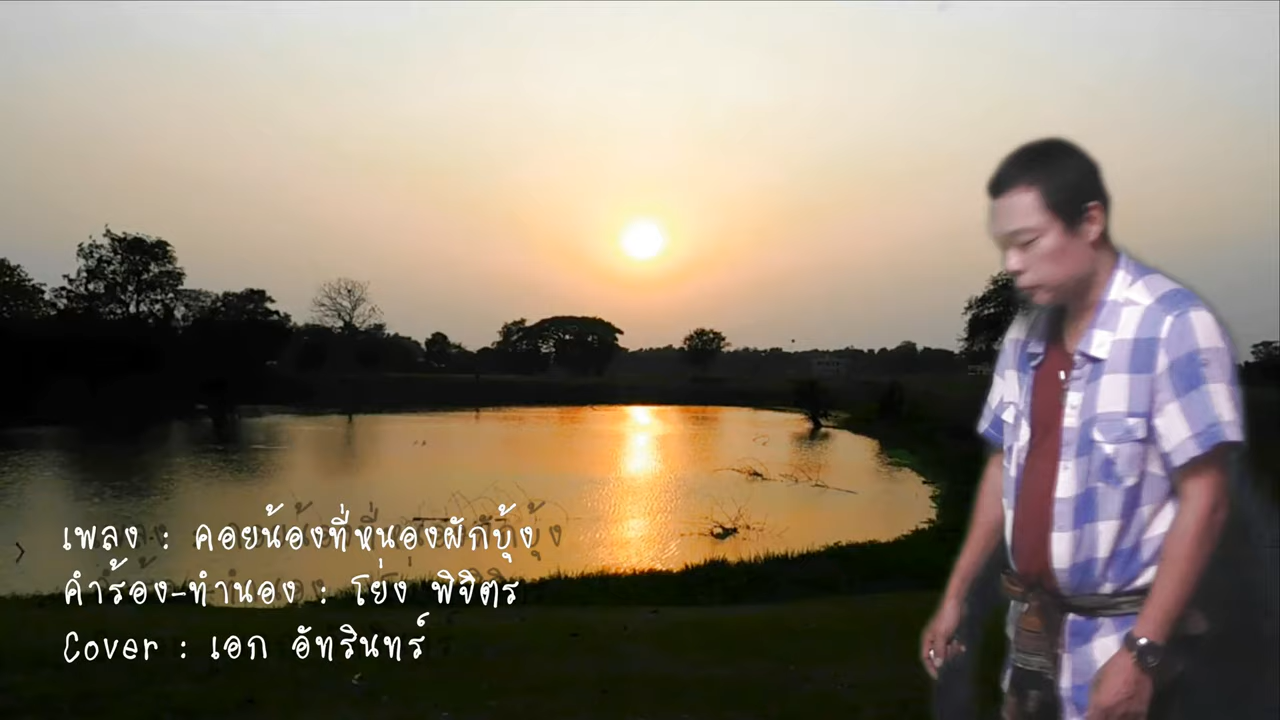 เพลง : คอยน้องที่หนองผักบุ้ง
คำร้อง-ทำนอง : โย่ง พิจิตร
Cover : เอก อัทรินทร์